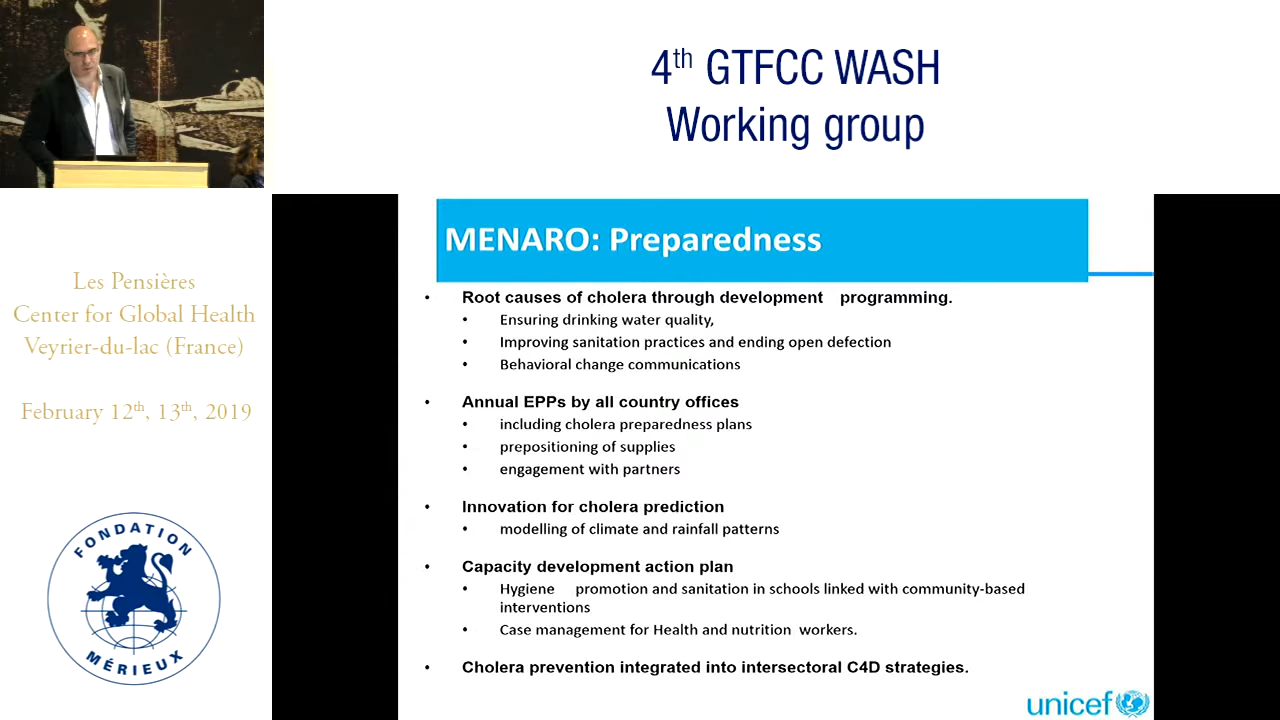 4th GTFCC WASH
Working group
Les Pensières
Center for Global Health
Veyrier-du-lac (France)
February 12th, 13th, 2019
FONDATION
MÉRIEUX
MENARO: Preparedness
• Root causes of cholera through development programming.
• Ensuring drinking water quality,
• Improving sanitation practices and ending open defection
• Behavioral change communications
• Annual EPPs by all country offices
• including cholera preparedness plans
• prepositioning of supplies
• engagement with partners
• Innovation for cholera prediction
• modelling of climate and rainfall patterns
• Capacity development action plan
• Hygiene promotion and sanitation in schools linked with community-based
interventions
• Case management for Health and nutrition workers.
• Cholera prevention integrated into intersectoral C4D strategies.
unicef